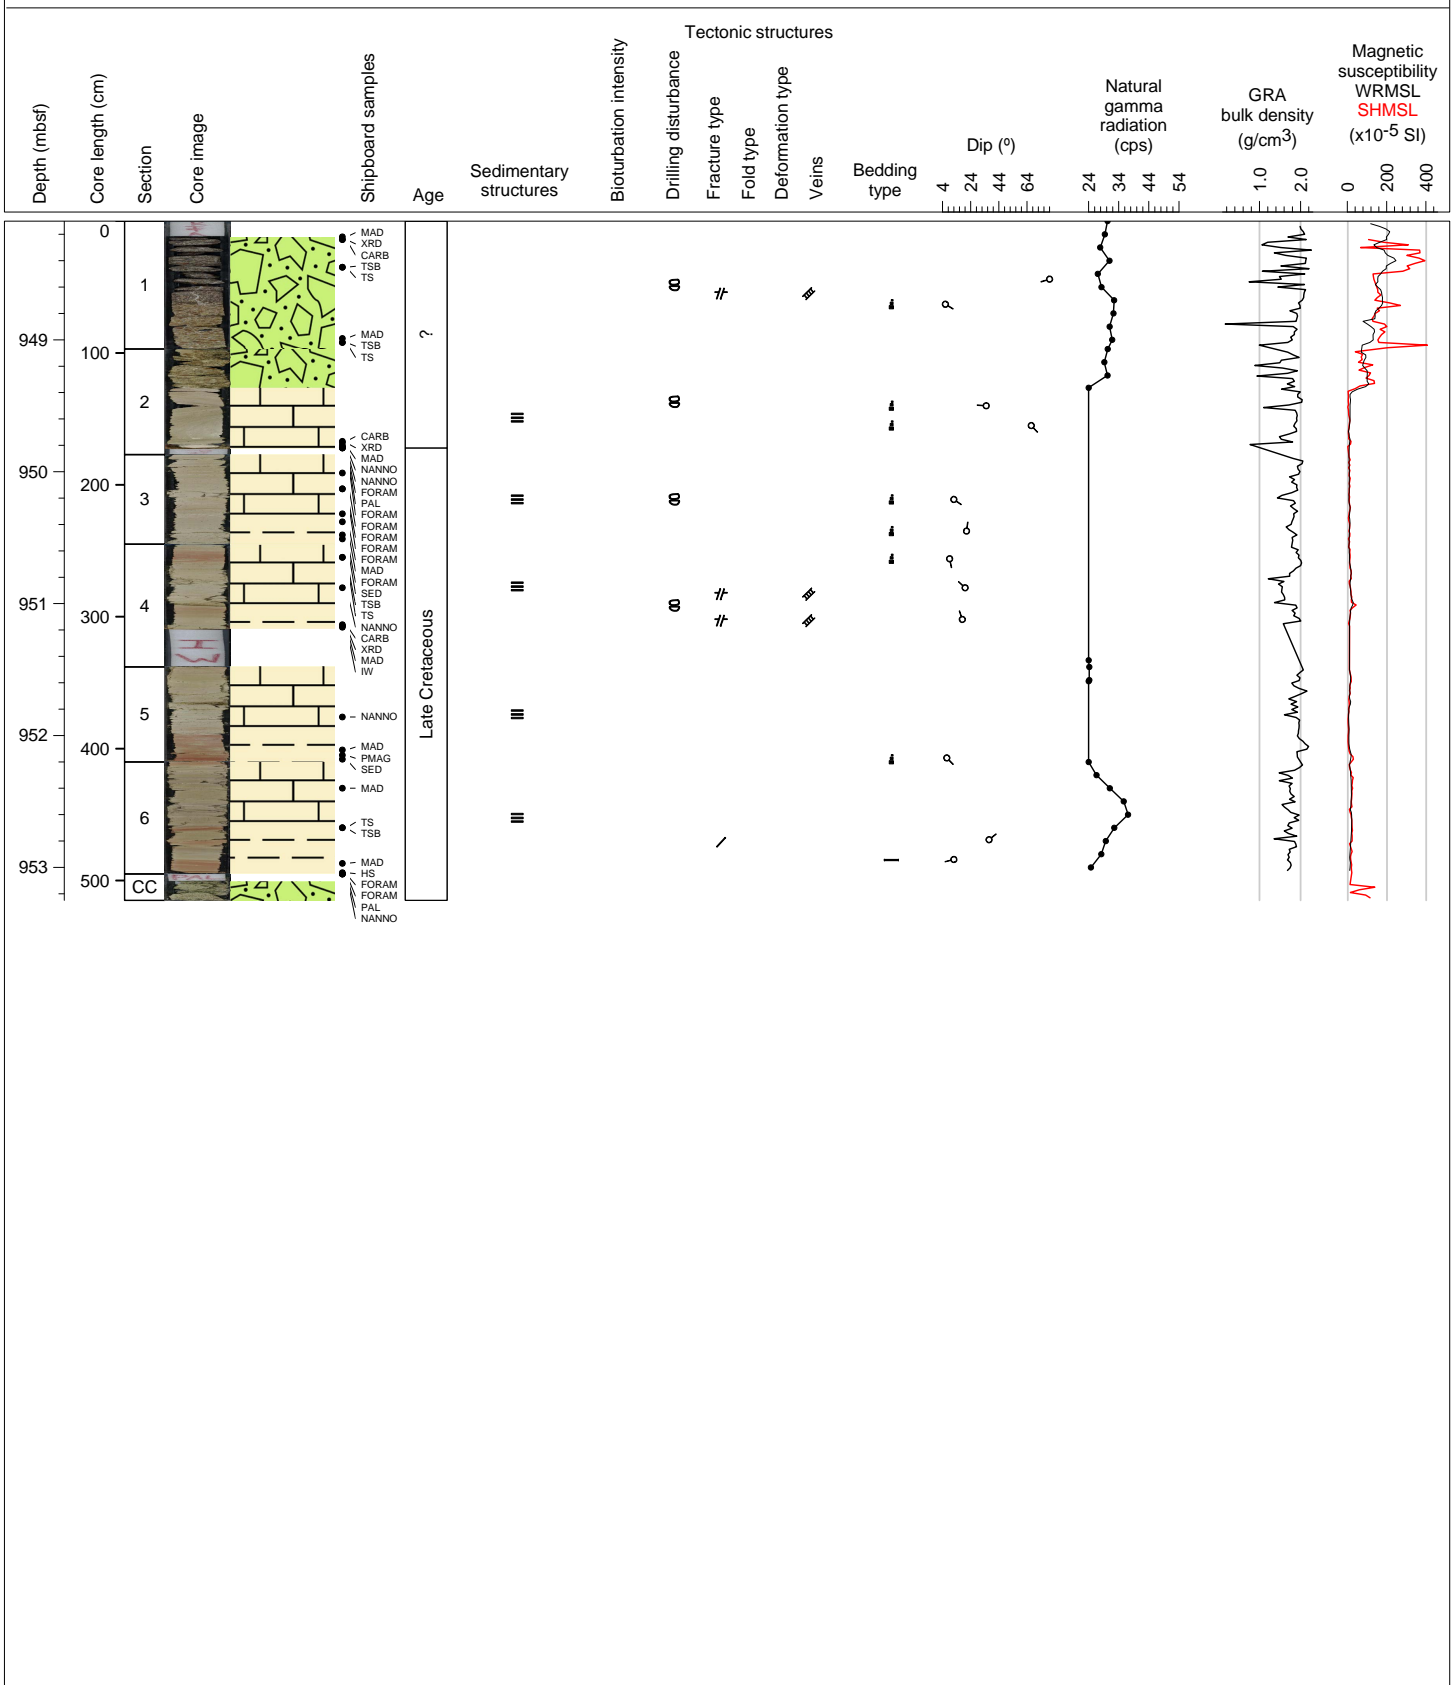 Tectonic structures
Depth (mbsf)
Core length (cm)
Section
Core image
Shipboard samples
Age
Sedimentary
structures
Bioturbation intensity
Drilling disturbance
Fracture type
Fold type
Deformation type
Veins
Bedding
type
Dip (º)
4 24 44 64
Natural
gamma
radiation
(cps)
24 34 44 54
GRA
bulk density
(g/cm3)
1.0 2.0
Magnetic
susceptibility
WRMSL
SHMSL
(x10-5 SI)
0 200 400
949
950
951
952
953
0
100
200
300
400
500
1
2
3
4
5
6
CC
MAD
XRD
CARB
TSB
TS
MAD
TSB
TS
CARB
XRD
MAD
NANNO
NANNO
FORAM
PAL
FORAM
FORAM
FORAM
FORAM
FORAM
MAD
FORAM
SED
TSB
TS
NANNO
CARB
XRD
MAD
IW
NANNO
MAD
PMAG
SED
MAD
TS
TSB
MAD
HS
FORAM
FORAM
PAL
NANNO
?
Late Cretaceous